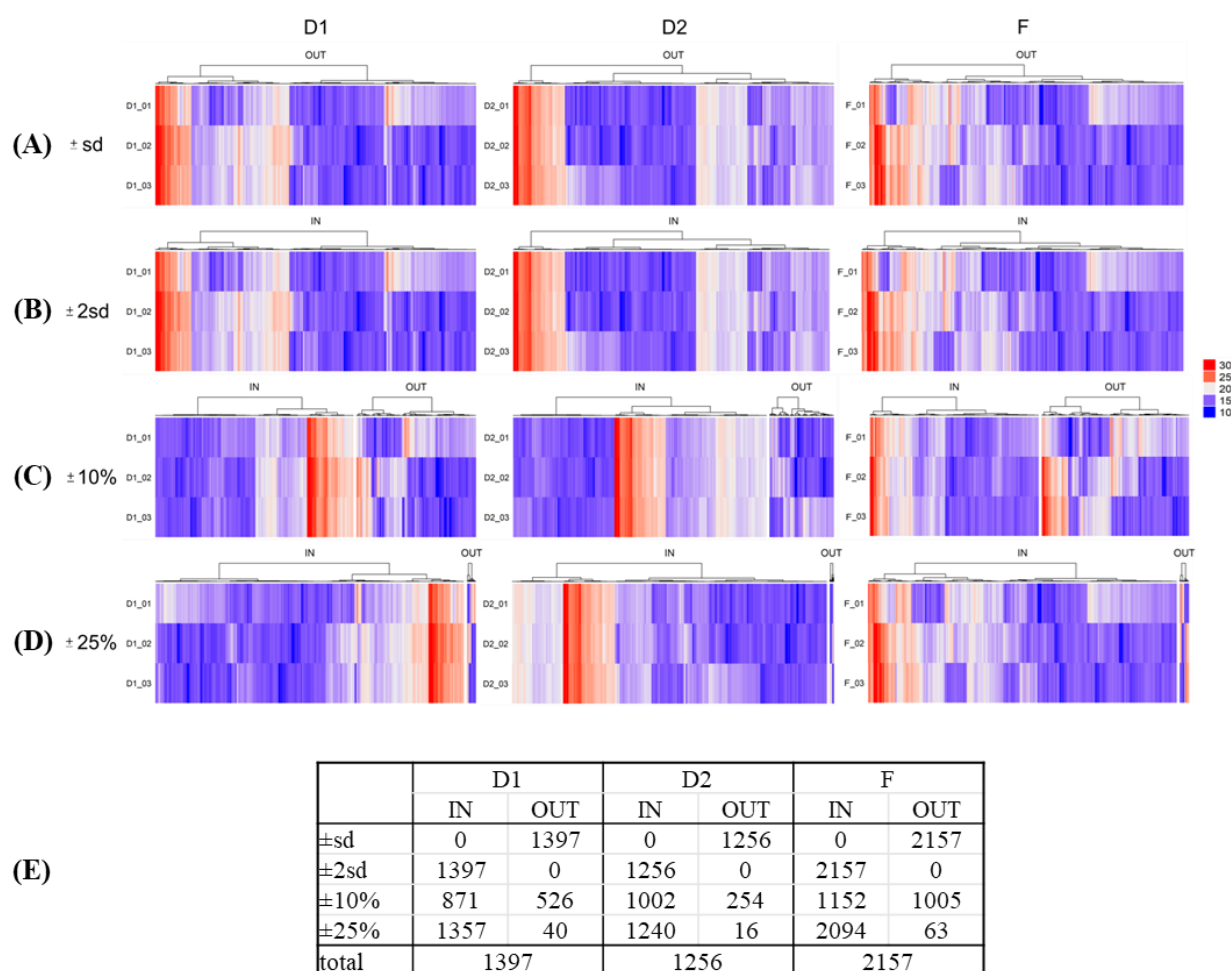 D1 D2 F
OUT OUT OUT
(A) ± sd
D1_01 D2_01 F_01
D1_02 D2_02 F_02
D1_03 D2_03 F_03
IN IN IN
(B) ± 2sd
D1_01 D2_01 F_01
D1_02 D2_02 F_02
D1_03 D2_03 F_03
30
25
20
15
10
IN OUT IN OUT IN OUT
(C) ± 10%
D1_01 D2_01 F_01
D1_02 D2_02 F_02
D1_03 D2_03 F_03
IN OUT IN OUT IN OUT
(D) ± 25%
D1_01 D2_01 F_01
D1_02 D2_02 F_02
D1_03 D2_03 F_03
(E)
D1 D2 F
IN OUT IN OUT IN OUT
±sd 0 1397 0 1256 0 2157
±2sd 1397 0 1256 0 2157 0
±10% 871 526 1002 254 1152 1005
±25% 1357 40 1240 16 2094 63
total 1397 1256 2157